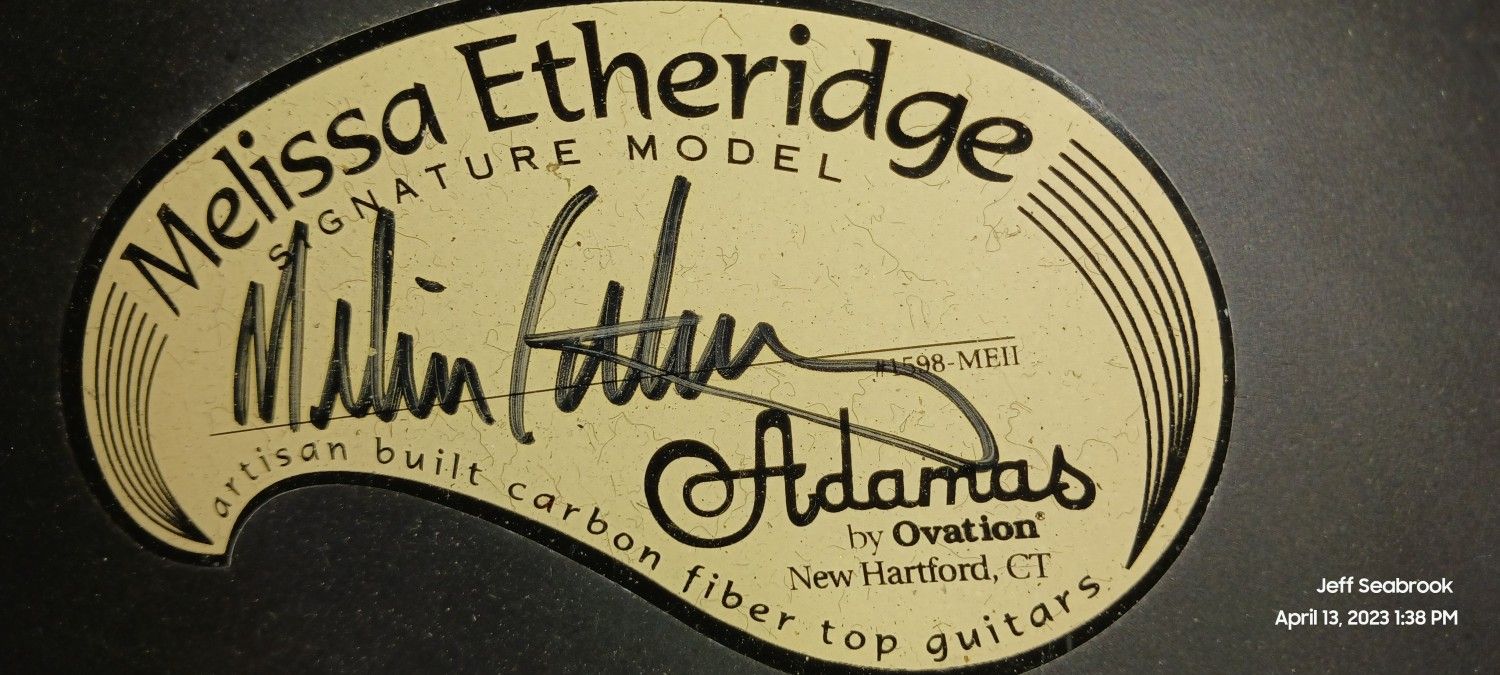 Melissa Etheridge
SIGNATURE MODEL
#1598-MEII
Adamas
by Ovation®
New Hartford, CT
artisan built carbon fiber top guitars
Jeff Seabrook
April 13, 2023 1:38 PM